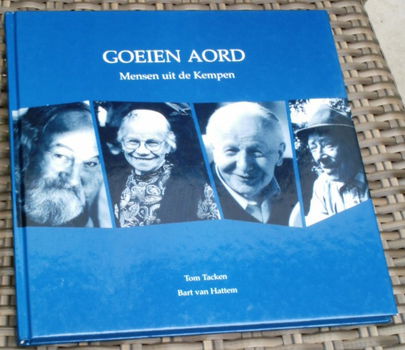 GOEIEN AORD
Mensen uit de Kempen
Tom Tacken
Bart van Hattem